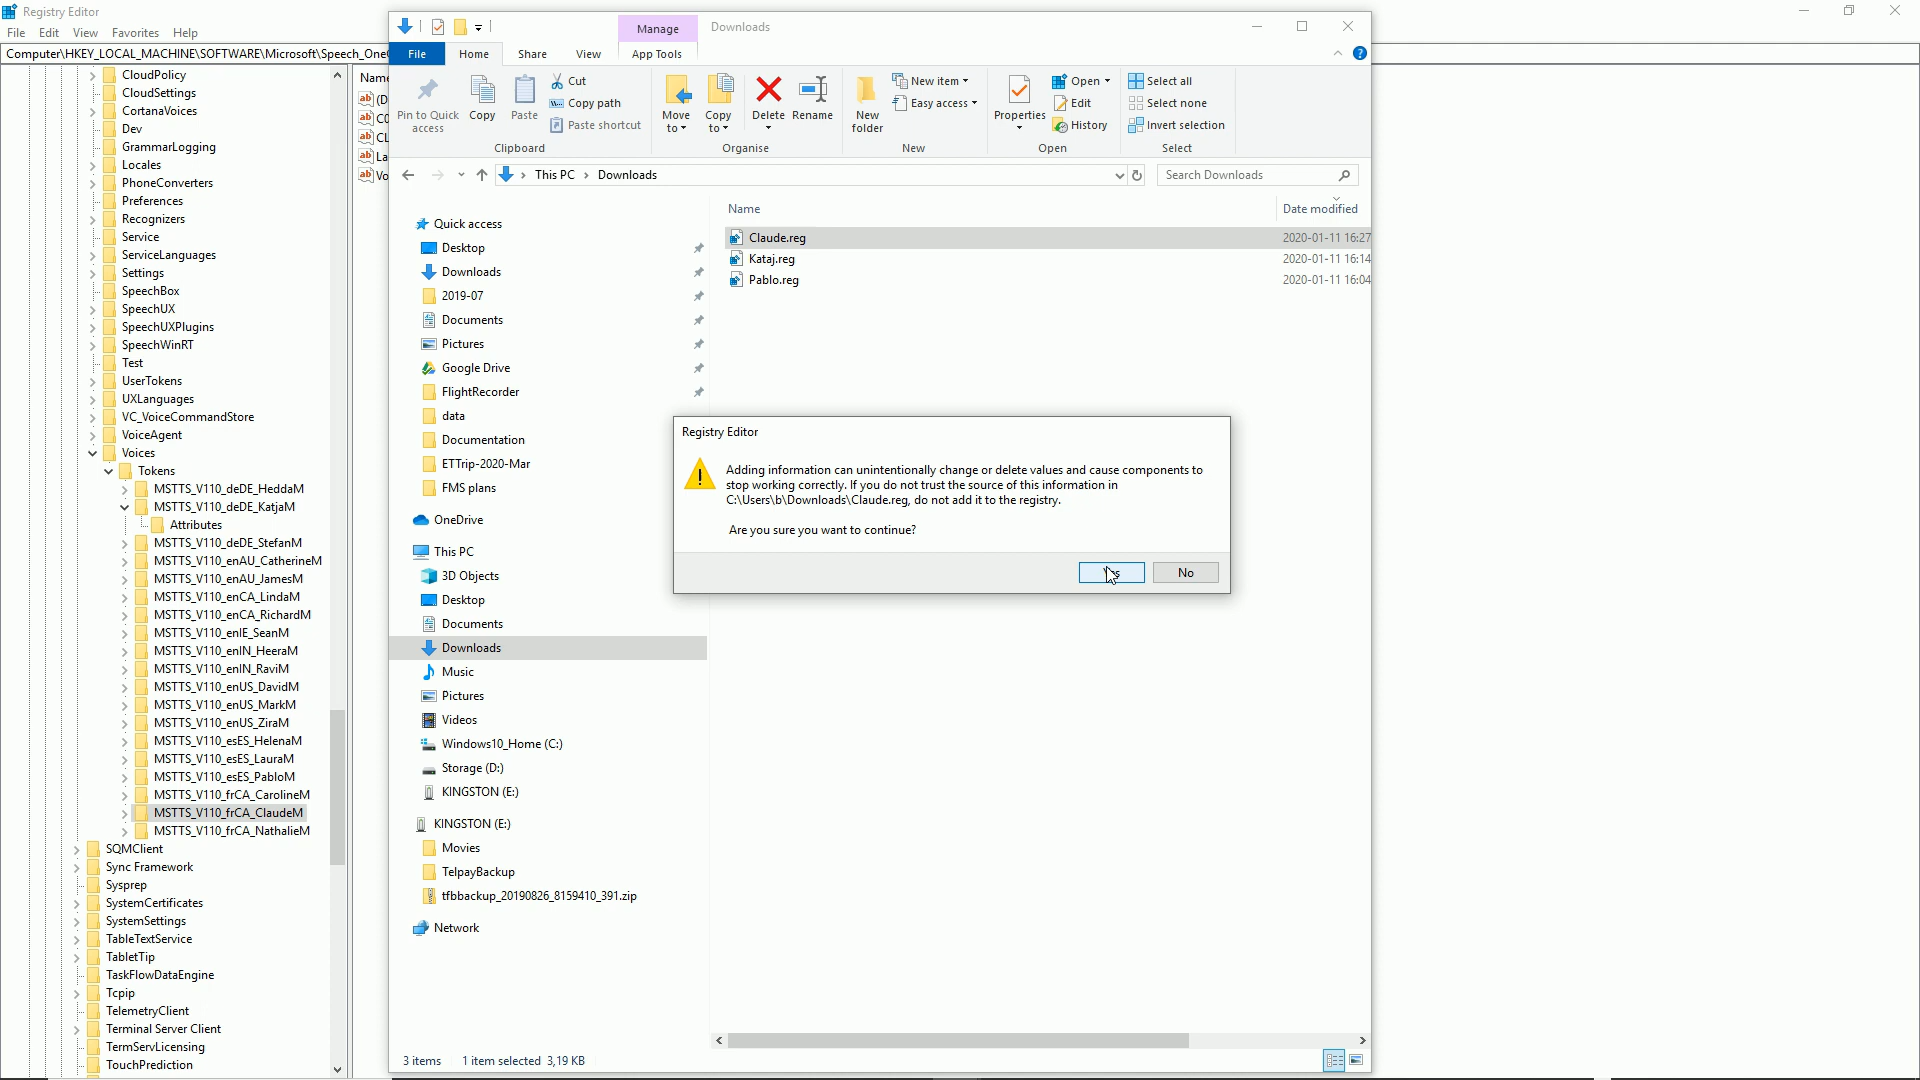 Registry Editor
File Edit View Favorites Help
Computer\HKEY_LOCAL_MACHINE\SOFTWARE\Microsoft\Speech_One
CloudPolicy
CloudSettings
CortanaVoices
Dev
GrammarLogging
Locales
PhoneConverters
Preferences
Recognizers
Service
ServiceLanguages
Settings
SpeechBox
SpeechUX
SpeechUXPlugins
SpeechWinRT
Test
UserTokens
UXLanguages
VC_VoiceCommandStore
VoiceAgent
Voices
Tokens
MSTTS_V110_deDE_HeddaM
MSTTS_V110_deDE_KatjaM
Attributes
MSTTS_V110_deDE_StefanM
MSTTS_V110_enAU_CatherineM
MSTTS_V110_enAU_JamesM
MSTTS_V110_enCA_LindaM
MSTTS_V110_enCA_RichardM
MSTTS_V110_enIE_SeanM
MSTTS_V110_enIN_HeeraM
MSTTS_V110_enIN_RaviM
MSTTS_V110_enUS_DavidM
MSTTS_V110_enUS_MarkM
MSTTS_V110_enUS_ZiraM
MSTTS_V110_esES_HelenaM
MSTTS_V110_esES_LauraM
MSTTS_V110_esES_PabloM
MSTTS_V110_frCA_CarolineM
MSTTS_V110_frCA_ClaudeM
MSTTS_V110_frCA_NathalieM
SQMClient
Sync Framework
Sysprep
SystemCertificates
SystemSettings
TableTextService
TabletTip
TaskFlowDataEngine
Tcpip
TelemetryClient
Terminal Server Client
TermServLicensing
TouchPrediction
Name
ab (D
ab C0
ab CL
ab La
ab Vo
Manage Downloads
File Home Share View App Tools
Pin to Quick access
Copy
Paste
Cut
Copy path
Paste shortcut
Clipboard
Move to
Copy to
Delete
Rename
Organise
New folder
New item
Easy access
New
Properties
Open
Edit
History
Open
Select all
Select none
Invert selection
Select
This PC > Downloads
Search Downloads
Quick access
Desktop
Downloads
2019-07
Documents
Pictures
Google Drive
FlightRecorder
data
Documentation
ETTrip-2020-Mar
FMS plans
OneDrive
This PC
3D Objects
Desktop
Documents
Downloads
Music
Pictures
Videos
Windows10_Home (C:)
Storage (D:)
KINGSTON (E:)
KINGSTON (E:)
Movies
TelpayBackup
tfbbackup_20190826_8159410_391.zip
Network
Name Date modified
Claude.reg 2020-01-11 16:27
Kataj.reg 2020-01-11 16:14
Pablo.reg 2020-01-11 16:04
Registry Editor
Adding information can unintentionally change or delete values and cause components to
stop working correctly. If you do not trust the source of this information in
C:\Users\b\Downloads\Claude.reg, do not add it to the registry.
Are you sure you want to continue?
Yes No
3 items 1 item selected 3,19 KB